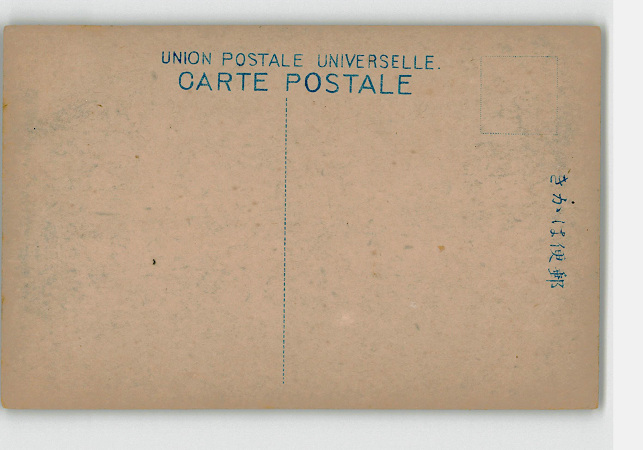 UNION POSTALE UNIVERSELLE.
CARTE POSTALE
きかは便郵